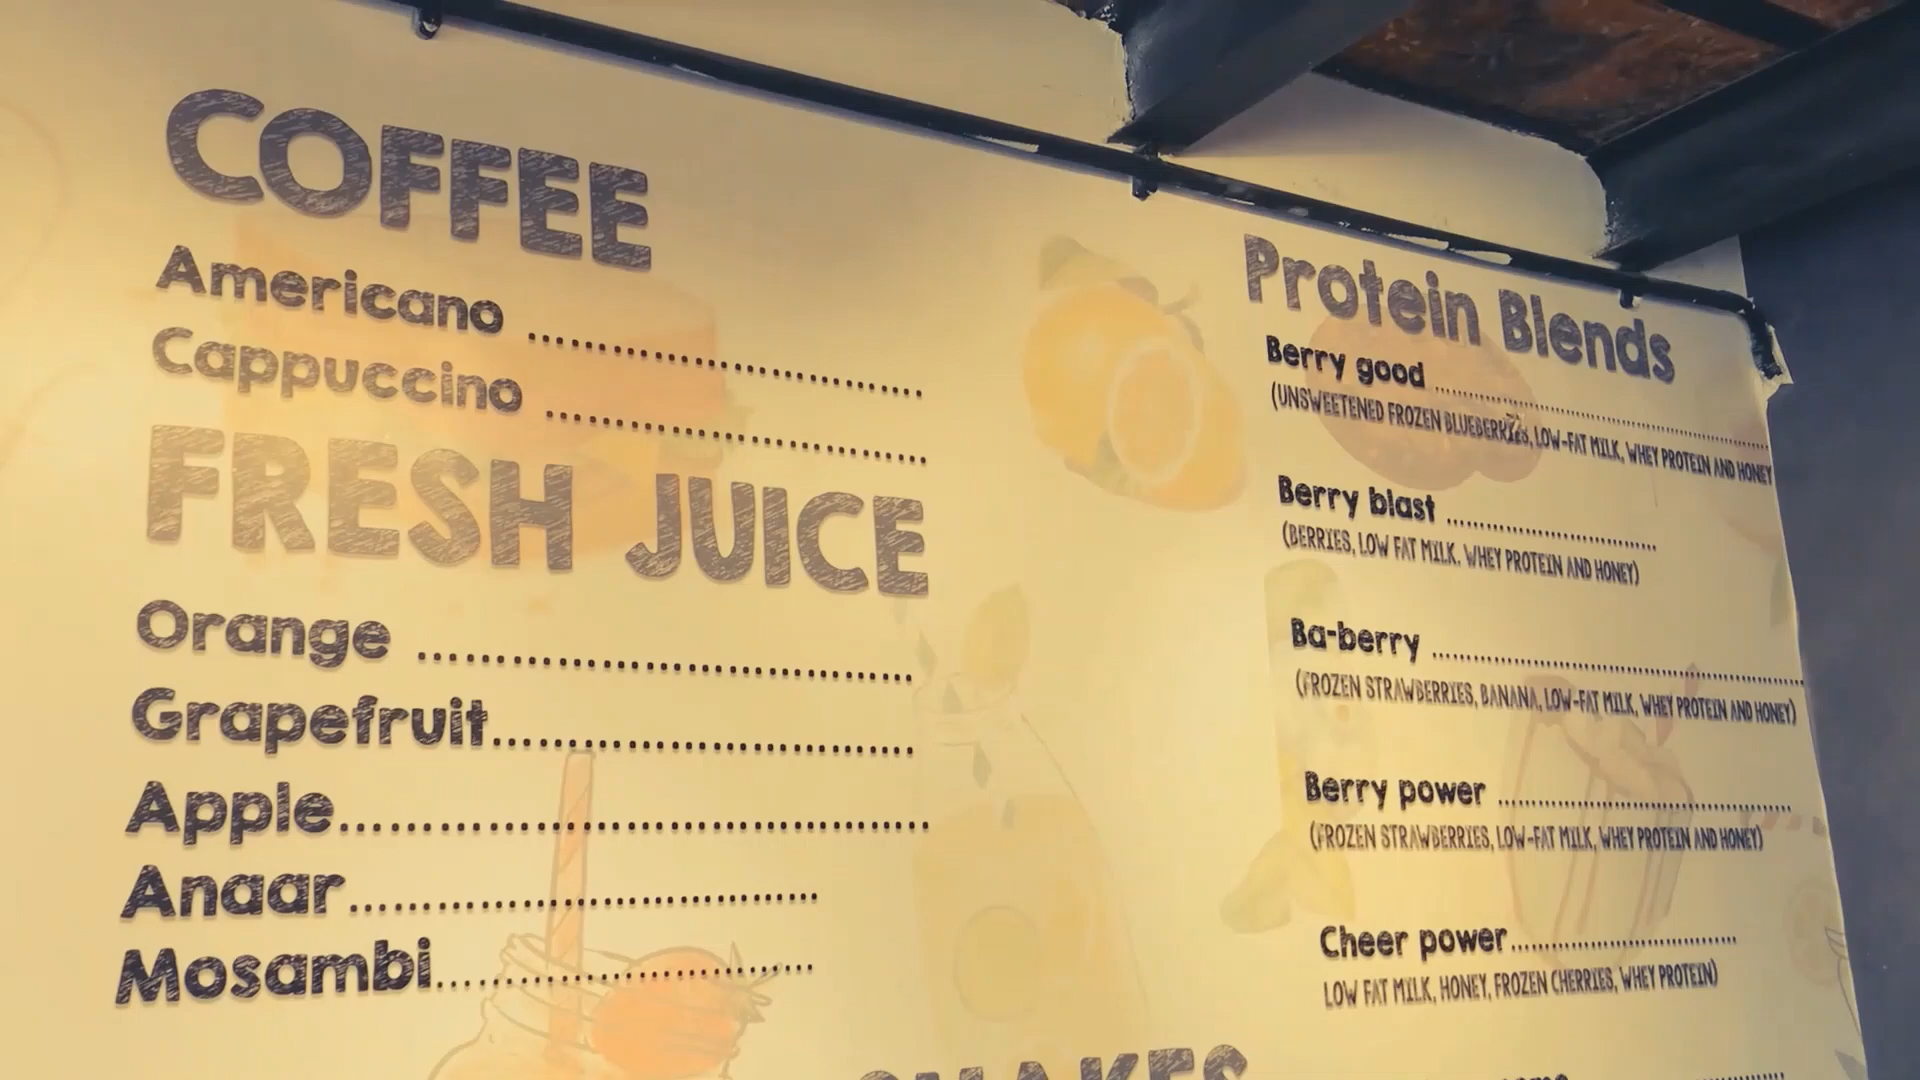 COFFEE
Americano ..............................
Cappuccino ..............................
FRESH JUICE
Orange ..............................
Grapefruit..............................
Apple..............................
Anaar..............................
Mosambi..............................
SHAKES
Protein Blends
Berry good ..............................
(UNSWEETENED FROZEN BLUEBERRIES, LOW-FAT MILK, WHEY PROTEIN AND HONEY
Berry blast ..............................
(BERRIES, LOW FAT MILK, WHEY PROTEIN AND HONEY)
Ba-berry ..............................
(FROZEN STRAWBERRIES, BANANA, LOW-FAT MILK, WHEY PROTEIN AND HONEY)
Berry power ..............................
(FROZEN STRAWBERRIES, LOW-FAT MILK, WHEY PROTEIN AND HONEY)
Cheer power..............................
LOW FAT MILK, HONEY, FROZEN CHERRIES, WHEY PROTEIN)